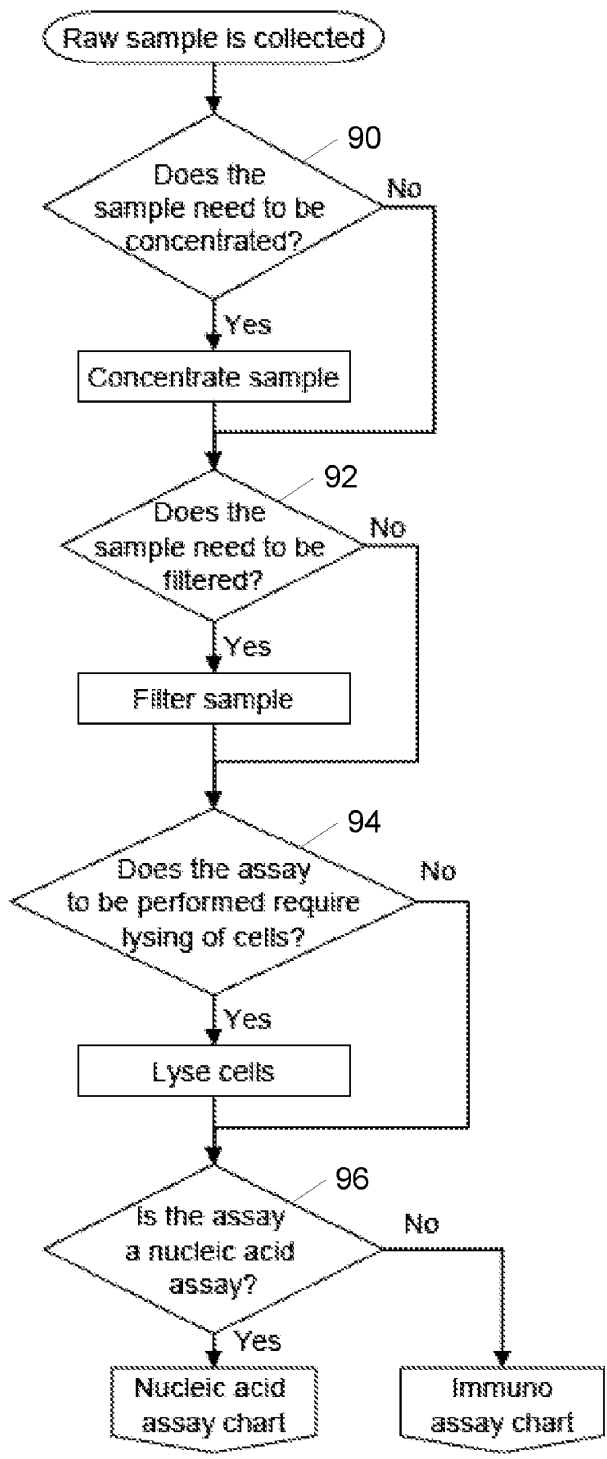 Raw sample is collected
90
Does the
sample need to be
concentrated?
No
Yes
Concentrate sample
92
Does the
sample need to be
filtered?
No
Yes
Filter sample
94
Does the assay
to be performed require
lysing of cells?
No
Yes
Lyse cells
96
Is the assay
a nucleic acid
assay?
No
Yes
Nucleic acid
assay chart
Immuno
assay chart